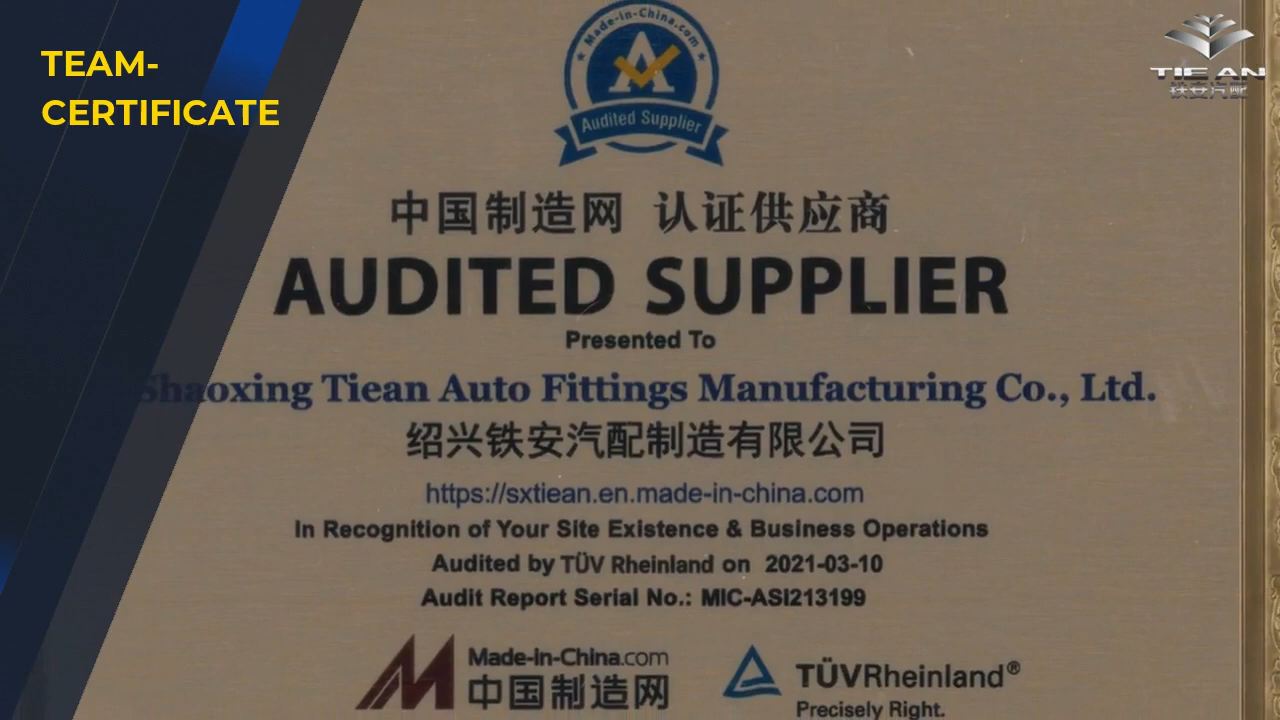 TEAM-
CERTIFICATE
TIE AN
铁安汽配
Made-in-China.com
A
Audited Supplier
中国制造网 认证供应商
AUDITED SUPPLIER
Presented To
Shaoxing Tiean Auto Fittings Manufacturing Co., Ltd.
绍兴铁安汽配制造有限公司
https://sxtiean.en.made-in-china.com
In Recognition of Your Site Existence & Business Operations
Audited by TÜV Rheinland on 2021-03-10
Audit Report Serial No.: MIC-ASI213199
Made-in-China.com
中国制造网
TÜVRheinland®
Precisely Right.